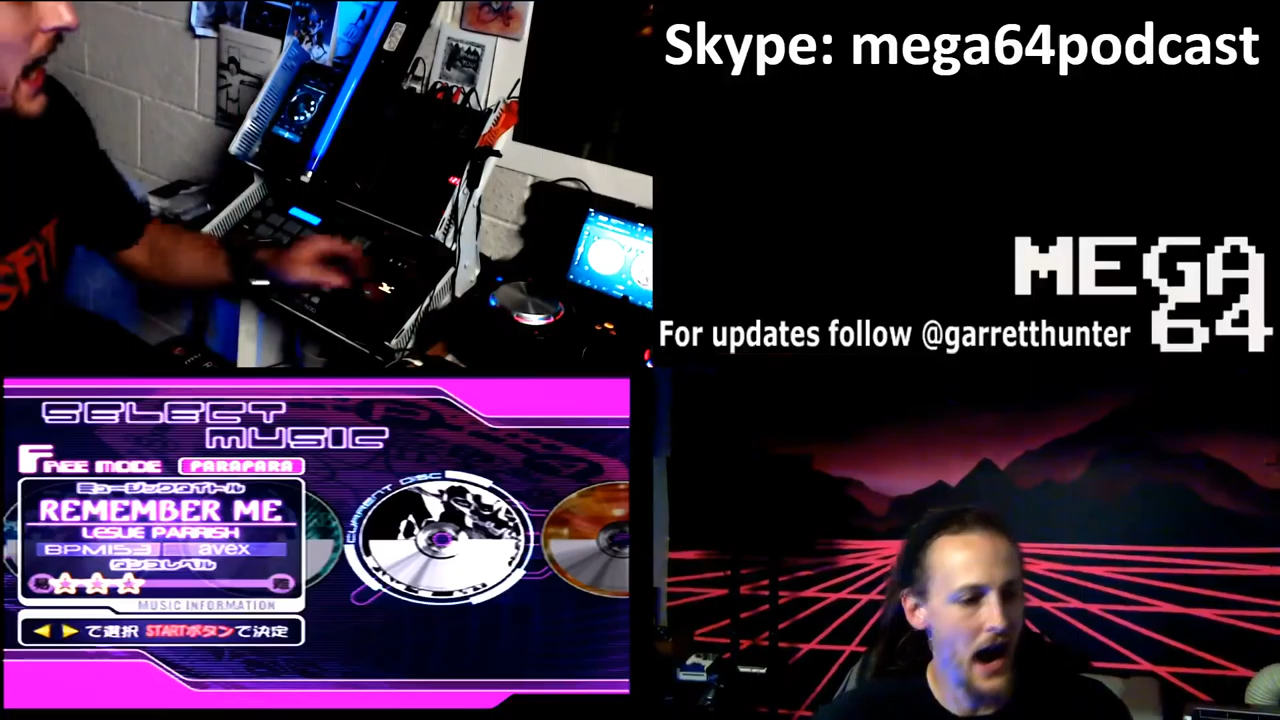 Skype: mega64podcast
MEGA
64
For updates follow @garretthunter
SELECT
MUSIC
FREE MODE PARAPARA
ミュージックタイトル
REMEMBER ME
LESLIE PARRISH
BPM153 avex
ダンスレベル
MUSIC INFORMATION
◀ ▶ で選択 STARTボタンで決定
CURRENT DISC